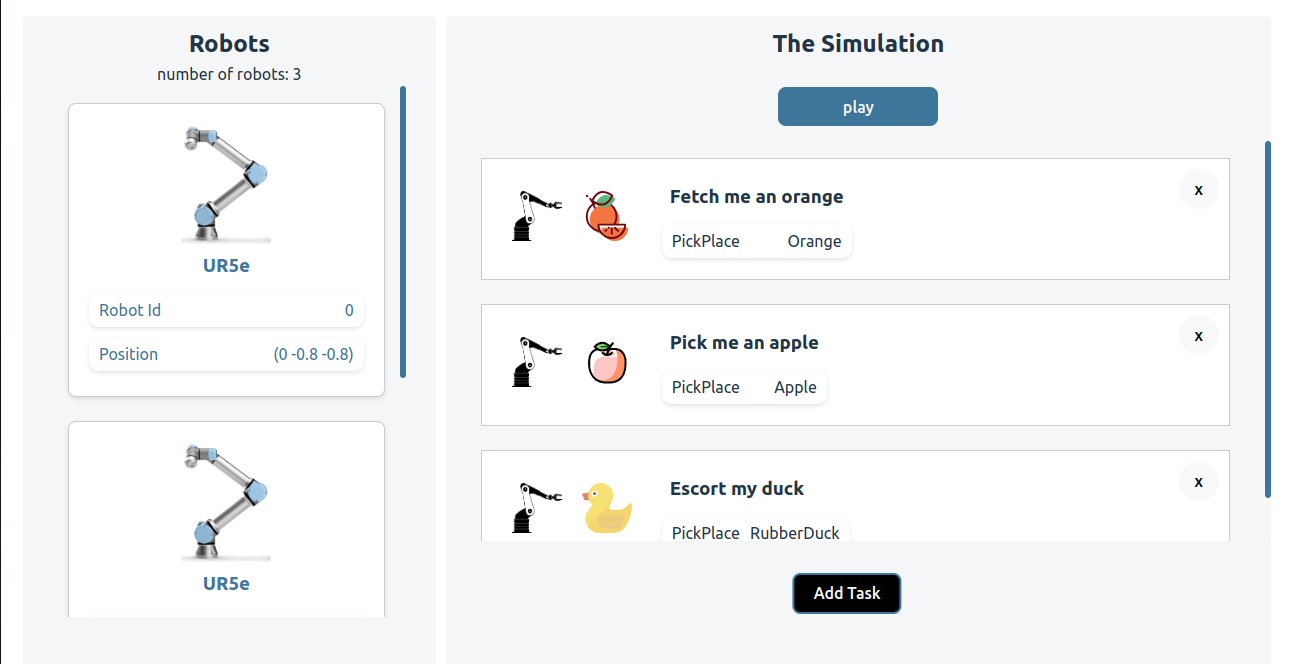 Robots
number of robots: 3
UR5e
Robot Id 0
Position (0 -0.8 -0.8)
UR5e
The Simulation
play
Fetch me an orange
x
PickPlace Orange
Pick me an apple
x
PickPlace Apple
Escort my duck
x
PickPlace RubberDuck
Add Task